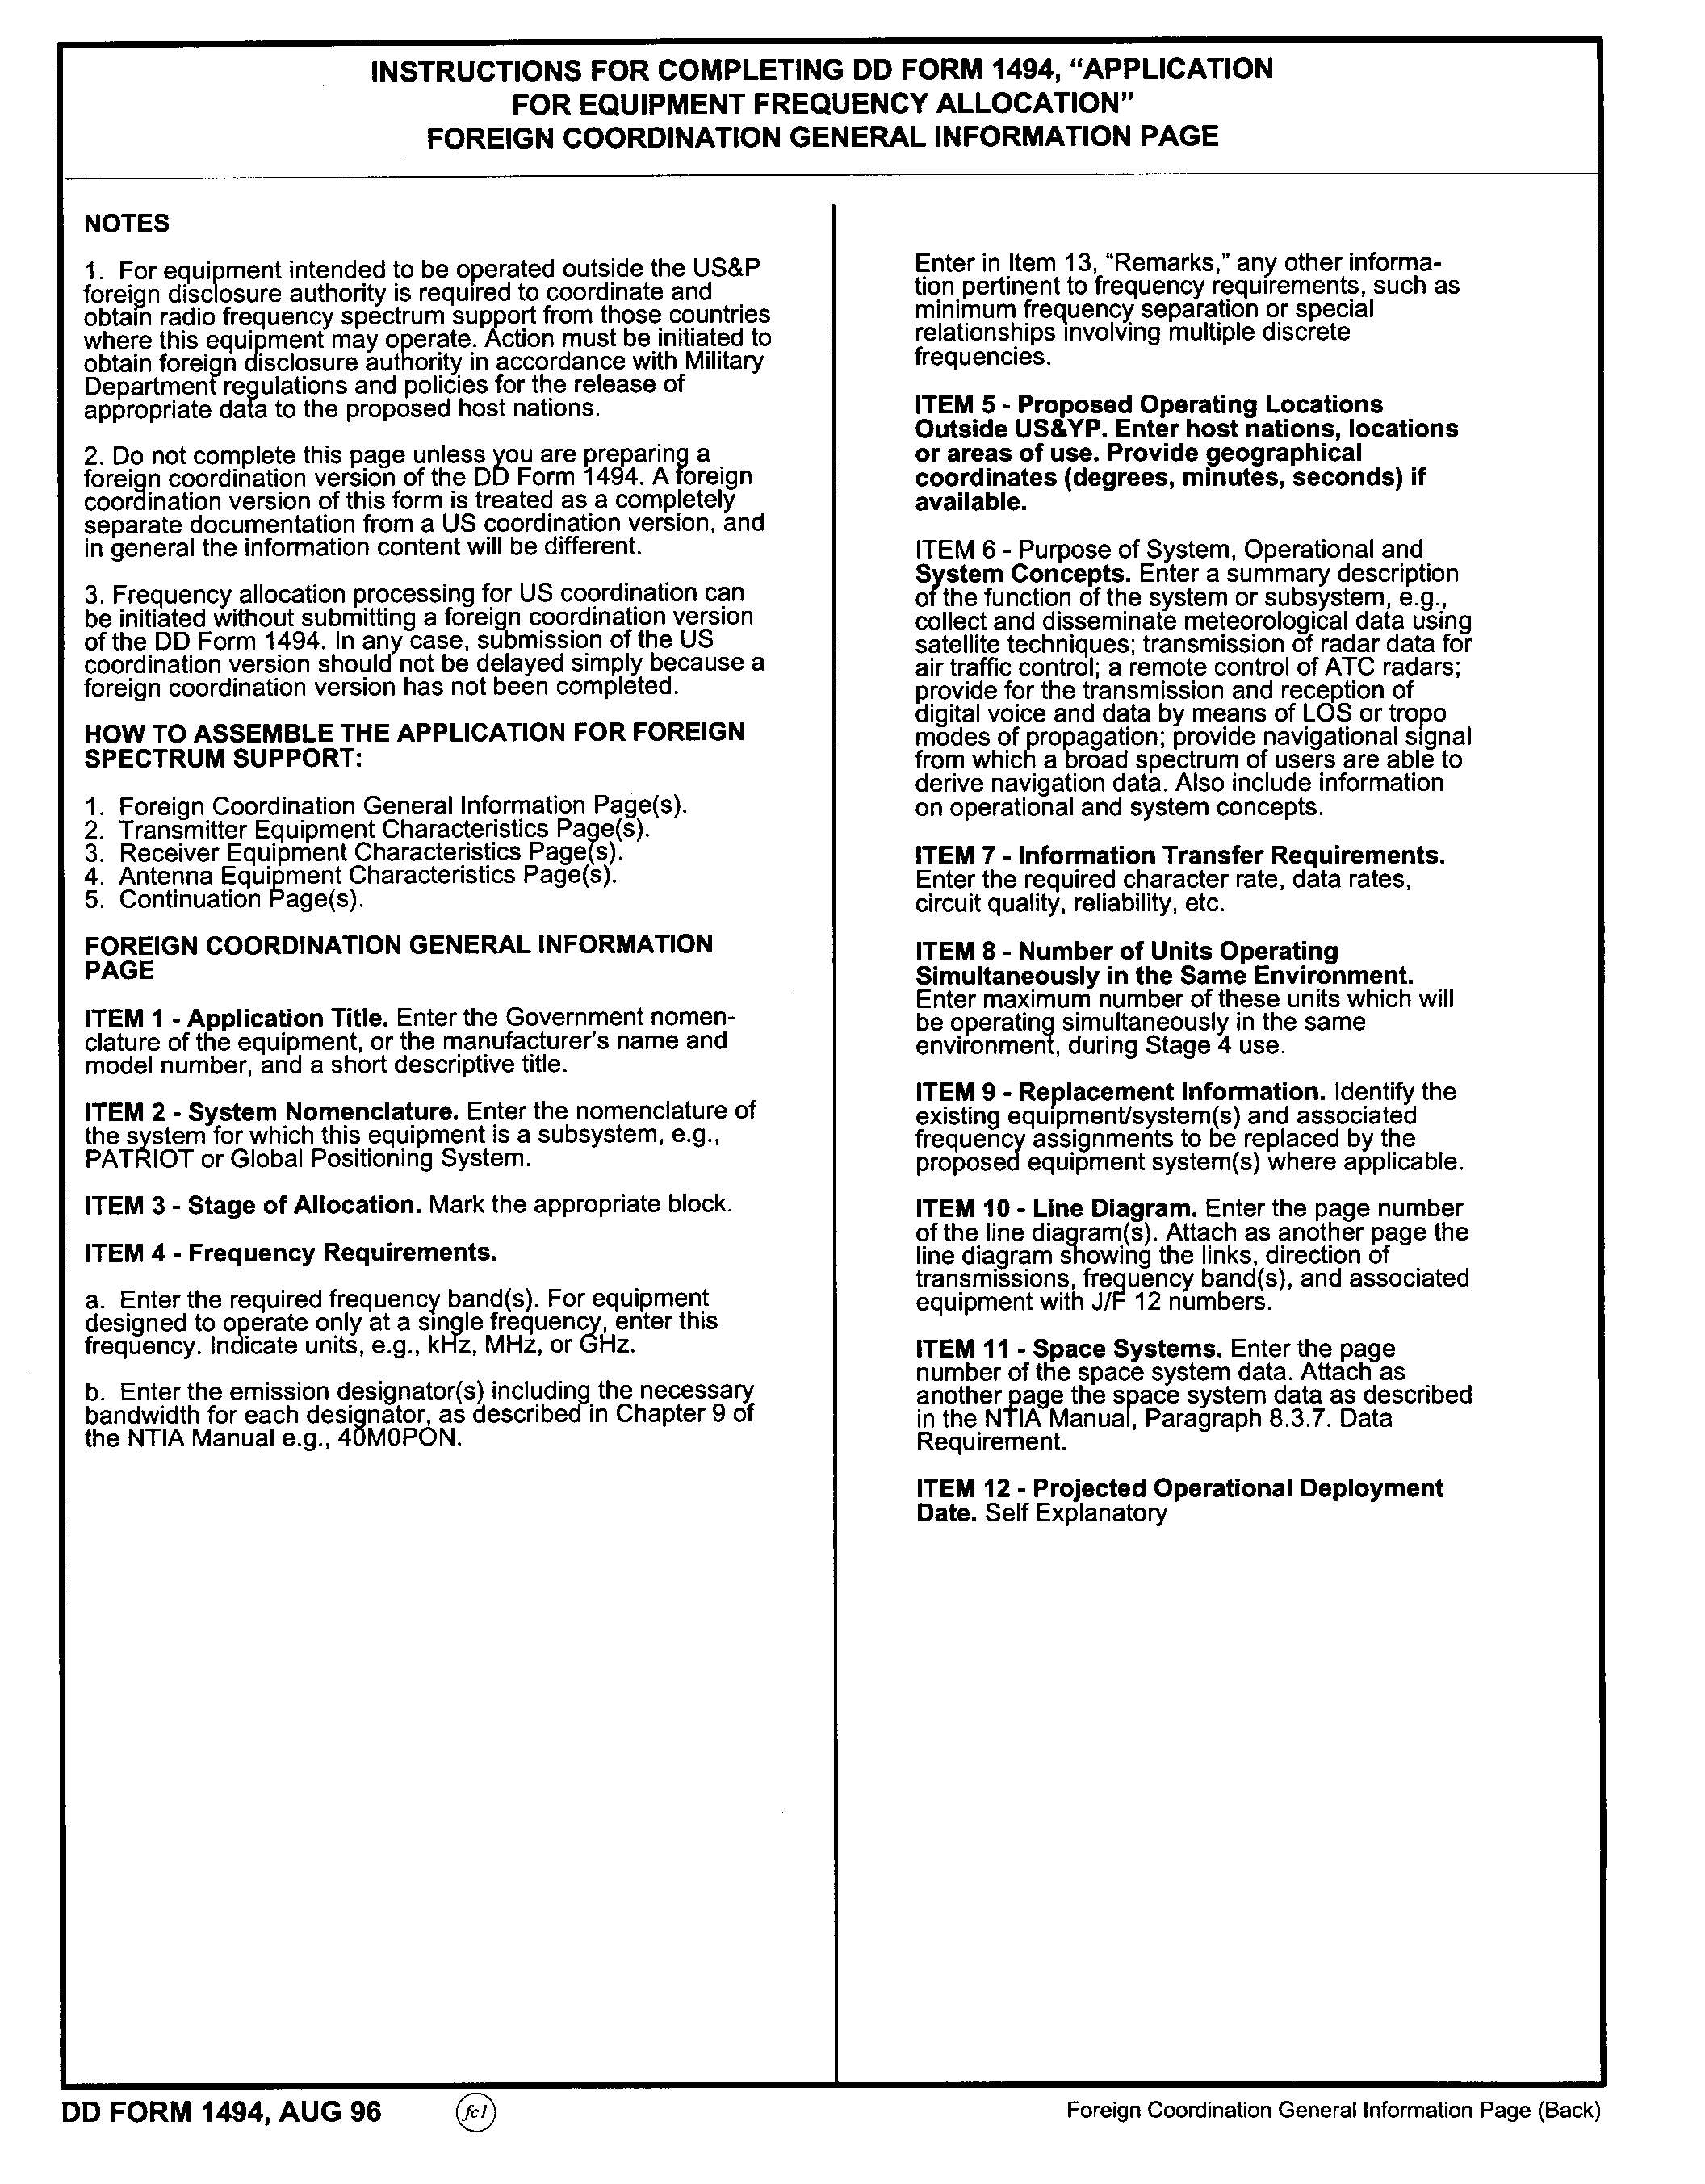 INSTRUCTIONS FOR COMPLETING DD FORM 1494, “APPLICATION
FOR EQUIPMENT FREQUENCY ALLOCATION”
FOREIGN COORDINATION GENERAL INFORMATION PAGE
NOTES
1. For equipment intended to be operated outside the US&P
foreign disclosure authority is required to coordinate and
obtain radio frequency spectrum support from those countries
where this equipment may operate. Action must be initiated to
obtain foreign disclosure authority in accordance with Military
Department regulations and policies for the release of
appropriate data to the proposed host nations.
2. Do not complete this page unless you are preparing a
foreign coordination version of the DD Form 1494. A foreign
coordination version of this form is treated as a completely
separate documentation from a US coordination version, and
in general the information content will be different.
3. Frequency allocation processing for US coordination can
be initiated without submitting a foreign coordination version
of the DD Form 1494. In any case, submission of the US
coordination version should not be delayed simply because a
foreign coordination version has not been completed.
HOW TO ASSEMBLE THE APPLICATION FOR FOREIGN
SPECTRUM SUPPORT:
1. Foreign Coordination General Information Page(s).
2. Transmitter Equipment Characteristics Page(s).
3. Receiver Equipment Characteristics Page(s).
4. Antenna Equipment Characteristics Page(s).
5. Continuation Page(s).
FOREIGN COORDINATION GENERAL INFORMATION
PAGE
ITEM 1 - Application Title. Enter the Government nomen-
clature of the equipment, or the manufacturer's name and
model number, and a short descriptive title.
ITEM 2 - System Nomenclature. Enter the nomenclature of
the system for which this equipment is a subsystem, e.g.,
PATRIOT or Global Positioning System.
ITEM 3 - Stage of Allocation. Mark the appropriate block.
ITEM 4 - Frequency Requirements.
a. Enter the required frequency band(s). For equipment
designed to operate only at a single frequency, enter this
frequency. Indicate units, e.g., kHz, MHz, or GHz.
b. Enter the emission designator(s) including the necessary
bandwidth for each designator, as described in Chapter 9 of
the NTIA Manual e.g., 40M0PON.
Enter in Item 13, “Remarks,” any other informa-
tion pertinent to frequency requirements, such as
minimum frequency separation or special
relationships involving multiple discrete
frequencies.
ITEM 5 - Proposed Operating Locations
Outside US&YP. Enter host nations, locations
or areas of use. Provide geographical
coordinates (degrees, minutes, seconds) if
available.
ITEM 6 - Purpose of System, Operational and
System Concepts. Enter a summary description
of the function of the system or subsystem, e.g.,
collect and disseminate meteorological data using
satellite techniques; transmission of radar data for
air traffic control; a remote control of ATC radars;
provide for the transmission and reception of
digital voice and data by means of LOS or tropo
modes of propagation; provide navigational signal
from which a broad spectrum of users are able to
derive navigation data. Also include information
on operational and system concepts.
ITEM 7 - Information Transfer Requirements.
Enter the required character rate, data rates,
circuit quality, reliability, etc.
ITEM 8 - Number of Units Operating
Simultaneously in the Same Environment.
Enter maximum number of these units which will
be operating simultaneously in the same
environment, during Stage 4 use.
ITEM 9 - Replacement Information. Identify the
existing equipment/system(s) and associated
frequency assignments to be replaced by the
proposed equipment system(s) where applicable.
ITEM 10 - Line Diagram. Enter the page number
of the line diagram(s). Attach as another page the
line diagram showing the links, direction of
transmissions, frequency band(s), and associated
equipment with J/F 12 numbers.
ITEM 11 - Space Systems. Enter the page
number of the space system data. Attach as
another page the space system data as described
in the NTIA Manual, Paragraph 8.3.7. Data
Requirement.
ITEM 12 - Projected Operational Deployment
Date. Self Explanatory
DD FORM 1494, AUG 96
fcl
Foreign Coordination General Information Page (Back)